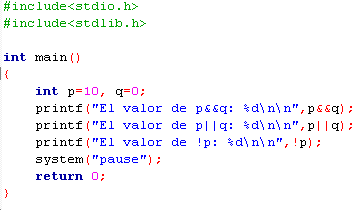 #include<stdio.h>
#include<stdlib.h>
int main()
{
int p=10, q=0;
printf("El valor de p&&q: %d\n\n",p&&q);
printf("El valor de p||q: %d\n\n",p||q);
printf("El valor de !p: %d\n\n",!p);
system("pause");
return 0;
}